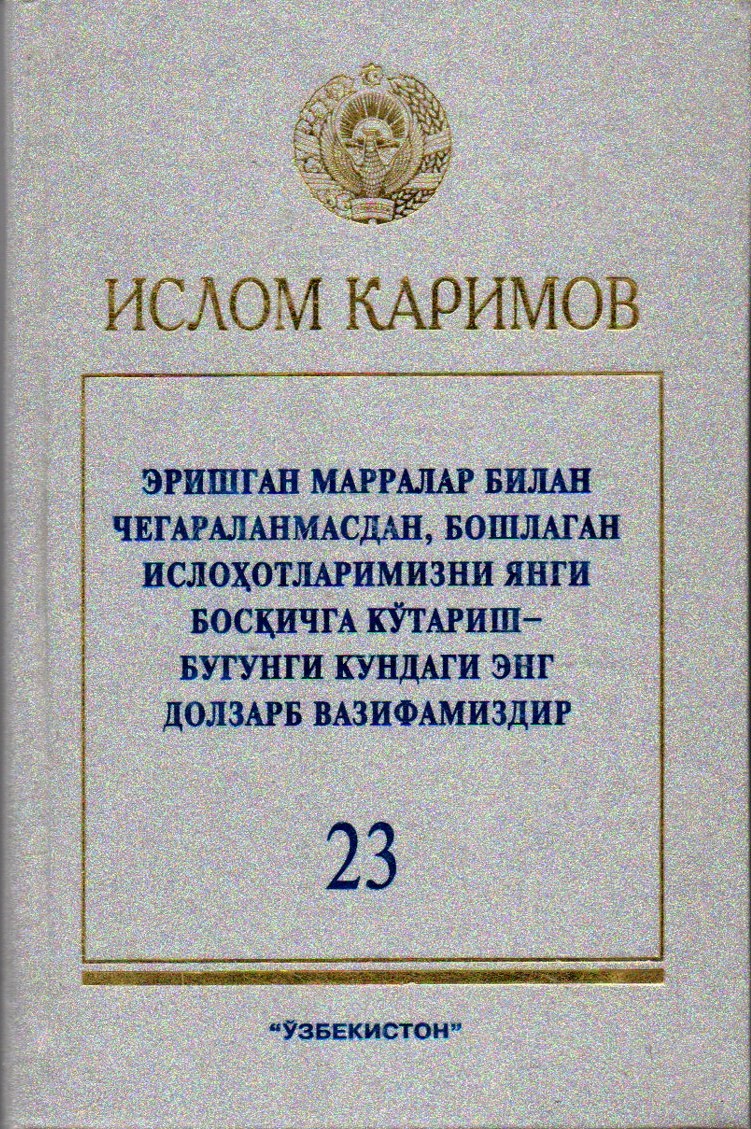 ИСЛОМ КАРИМОВ
ЭРИШГАН МАРРАЛАР БИЛАН
ЧЕГАРАЛАНМАСДАН, БОШЛАГАН
ИСЛОҲОТЛАРИМИЗНИ ЯНГИ
БОСҚИЧГА КЎТАРИШ–
БУГУНГИ КУНДАГИ ЭНГ
ДОЛЗАРБ ВАЗИФАМИЗДИР
23
“ЎЗБЕКИСТОН”